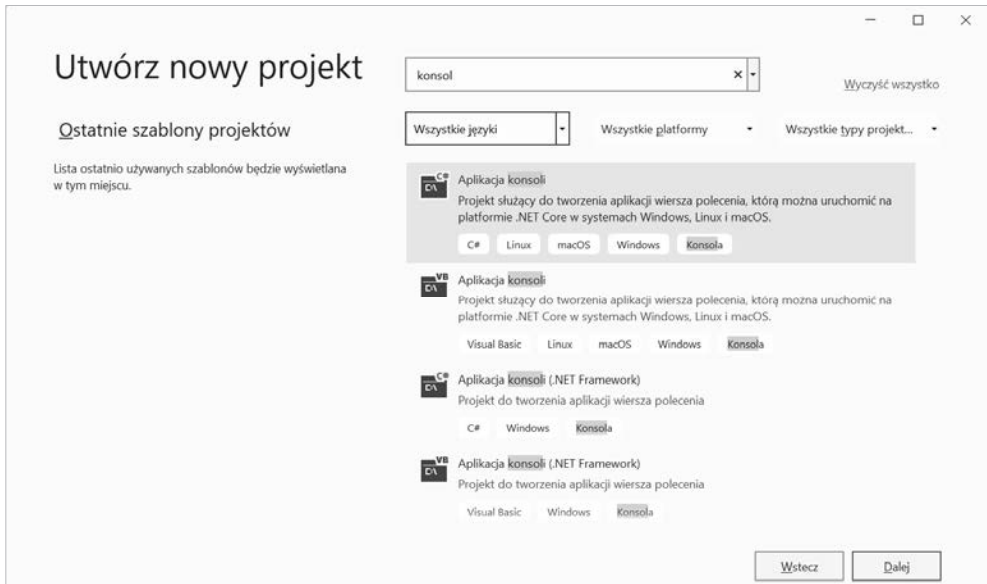 Utwórz nowy projekt
konsol
Wyczyść wszystko
Ostatnie szablony projektów
Wszystkie języki
Wszystkie platformy
Wszystkie typy projekt...
Lista ostatnio używanych szablonów będzie wyświetlana
w tym miejscu.
C#
Aplikacja konsoli
Projekt służący do tworzenia aplikacji wiersza polecenia, którą można uruchomić na
platformie .NET Core w systemach Windows, Linux i macOS.
C# Linux macOS Windows Konsola
VB
Aplikacja konsoli
Projekt służący do tworzenia aplikacji wiersza polecenia, którą można uruchomić na
platformie .NET Core w systemach Windows, Linux i macOS.
Visual Basic Linux macOS Windows Konsola
C#
Aplikacja konsoli (.NET Framework)
Projekt do tworzenia aplikacji wiersza polecenia
C# Windows Konsola
VB
Aplikacja konsoli (.NET Framework)
Projekt do tworzenia aplikacji wiersza polecenia
Visual Basic Windows Konsola
Wstecz
Dalej